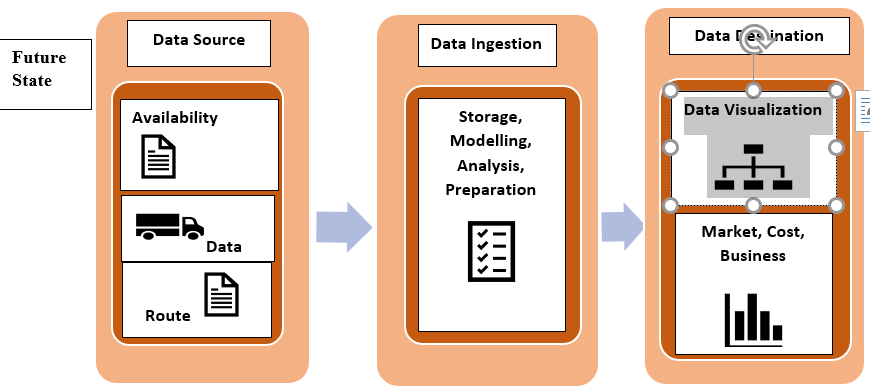 Future
State
Data Source
Availability
Data
Route
Data Ingestion
Storage,
Modelling,
Analysis,
Preparation
Data Destination
Data Visualization
Market, Cost,
Business